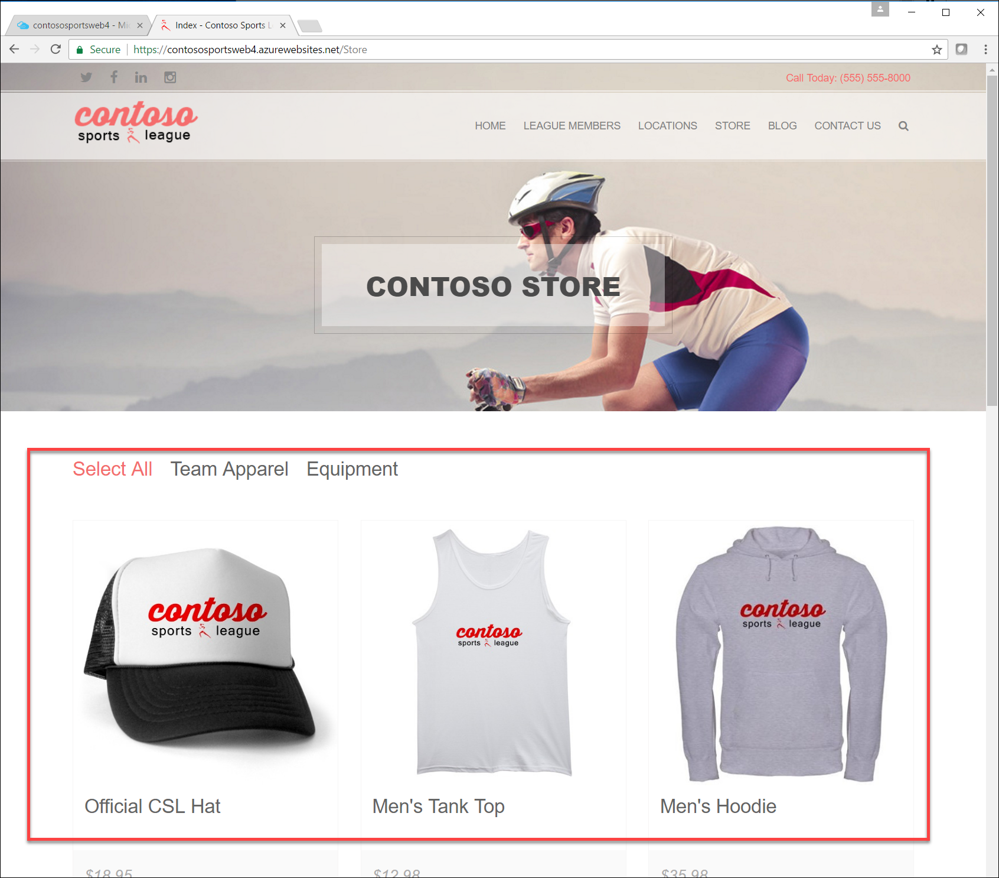 contososportsweb4 - Mic
Index - Contoso Sports L
Secure
https://contososportsweb4.azurewebsites.net/Store
Call Today: (555) 555-8000
contoso
sports league
HOME LEAGUE MEMBERS LOCATIONS STORE BLOG CONTACT US
CONTOSO STORE
Select All Team Apparel Equipment
contoso
sports league
contoso
sports league
contoso
sports league
Official CSL Hat
Men's Tank Top
Men's Hoodie
$18.95
$12.98
$35.98